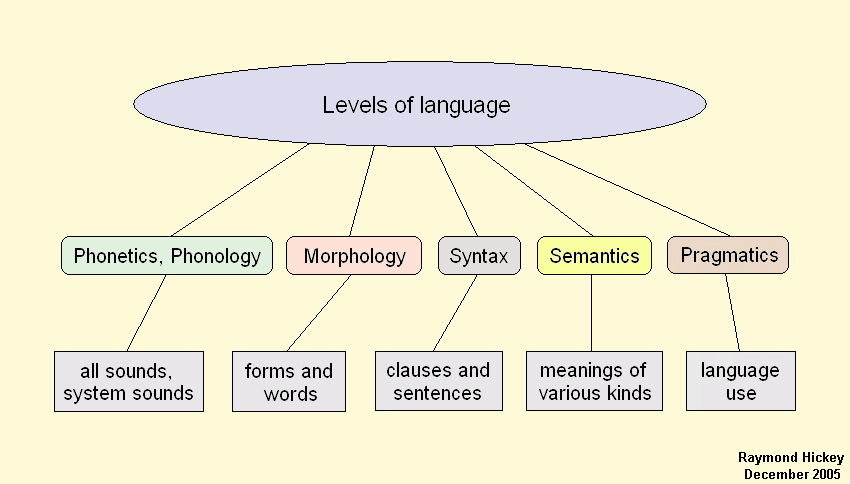 Levels of language
Phonetics, Phonology
Morphology
Syntax
Semantics
Pragmatics
all sounds,
system sounds
forms and
words
clauses and
sentences
meanings of
various kinds
language
use
Raymond Hickey
December 2005